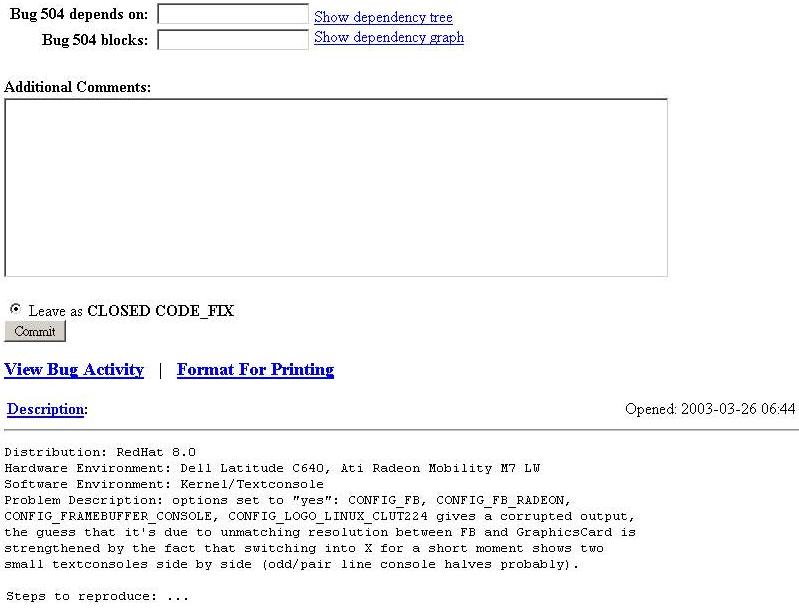 Bug 504 depends on: Show dependency tree
Bug 504 blocks: Show dependency graph
Additional Comments:
Leave as CLOSED CODE_FIX
Commit
View Bug Activity | Format For Printing
Description: Opened: 2003-03-26 06:44
Distribution: RedHat 8.0
Hardware Environment: Dell Latitude C640, Ati Radeon Mobility M7 LW
Software Environment: Kernel/Textconsole
Problem Description: options set to "yes": CONFIG_FB, CONFIG_FB_RADEON,
CONFIG_FRAMEBUFFER_CONSOLE, CONFIG_LOGO_LINUX_CLUT224 gives a corrupted output,
the guess that it's due to unmatching resolution between FB and GraphicsCard is
strengthened by the fact that switching into X for a short moment shows two
small textconsoles side by side (odd/pair line console halves probably).
Steps to reproduce: ...